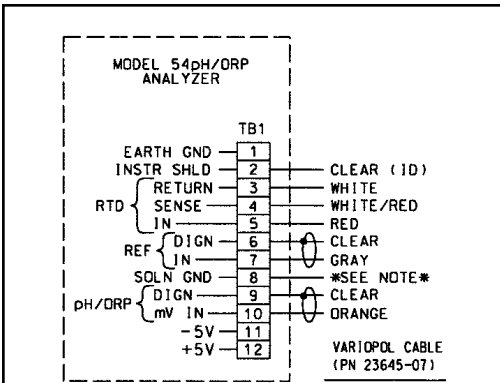 MODEL 54pH/ORP
ANALYZER
TB1
EARTH GND 1
INSTR SHLD 2 CLEAR (ID)
RTD RETURN 3 WHITE
SENSE 4 WHITE/RED
IN 5 RED
REF DIGN 6 CLEAR
IN 7 GRAY
SOLN GND 8 *SEE NOTE*
pH/ORP DIGN 9 CLEAR
mV IN 10 ORANGE
-5V 11
+5V 12
VARIOPOL CABLE
(PN 23645-07)